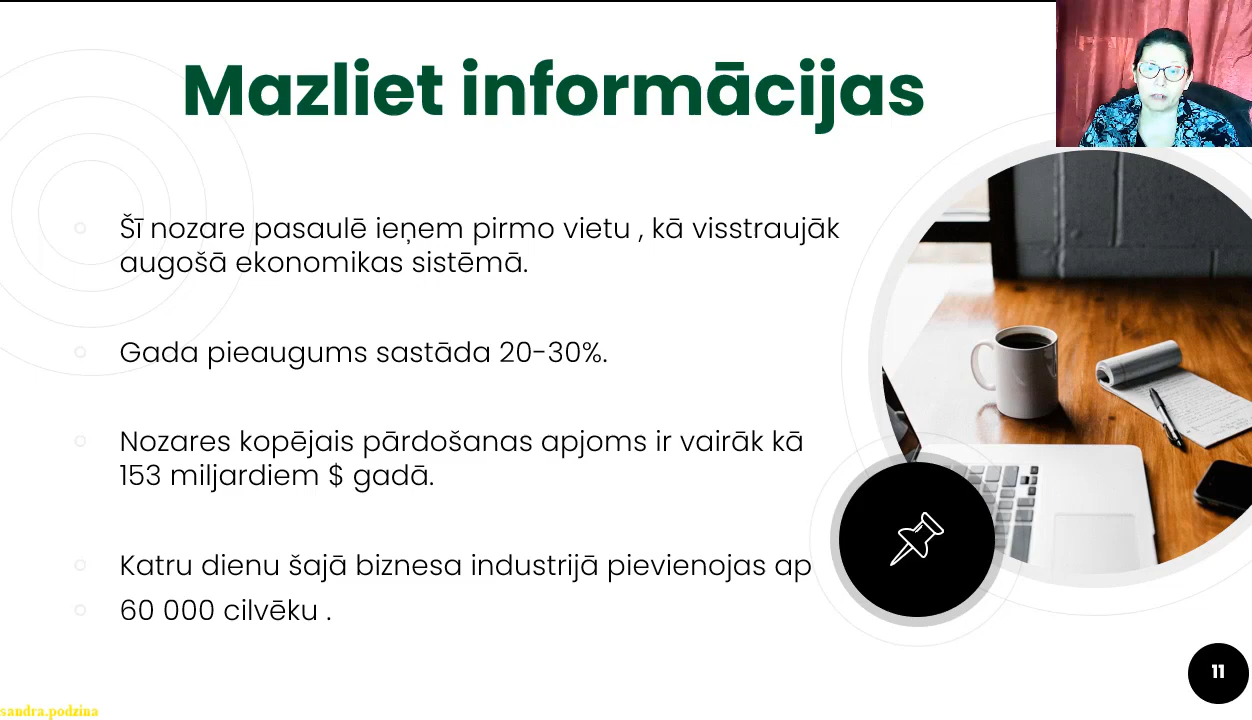 Mazliet informācijas
Šī nozare pasaulē ieņem pirmo vietu , kā visstraujāk
augošā ekonomikas sistēmā.
Gada pieaugums sastāda 20-30%.
Nozares kopējais pārdošanas apjoms ir vairāk kā
153 miljardiem $ gadā.
Katru dienu šajā biznesa industrijā pievienojas ap
60 000 cilvēku .
11
sandra.podzina